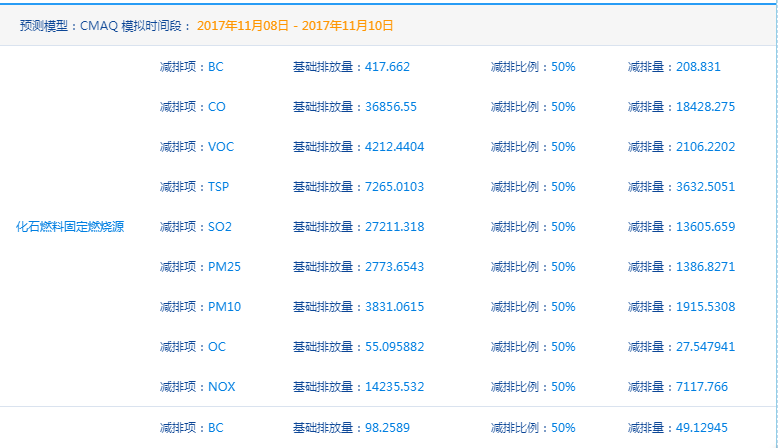 预测模型：CMAQ 模拟时间段： 2017年11月08日 - 2017年11月10日
减排项：BC 基础排放量：417.662 减排比例：50% 减排量：208.831
减排项：CO 基础排放量：36856.55 减排比例：50% 减排量：18428.275
减排项：VOC 基础排放量：4212.4404 减排比例：50% 减排量：2106.2202
减排项：TSP 基础排放量：7265.0103 减排比例：50% 减排量：3632.5051
化石燃料固定燃烧源 减排项：SO2 基础排放量：27211.318 减排比例：50% 减排量：13605.659
减排项：PM25 基础排放量：2773.6543 减排比例：50% 减排量：1386.8271
减排项：PM10 基础排放量：3831.0615 减排比例：50% 减排量：1915.5308
减排项：OC 基础排放量：55.095882 减排比例：50% 减排量：27.547941
减排项：NOX 基础排放量：14235.532 减排比例：50% 减排量：7117.766
减排项：BC 基础排放量：98.2589 减排比例：50% 减排量：49.12945